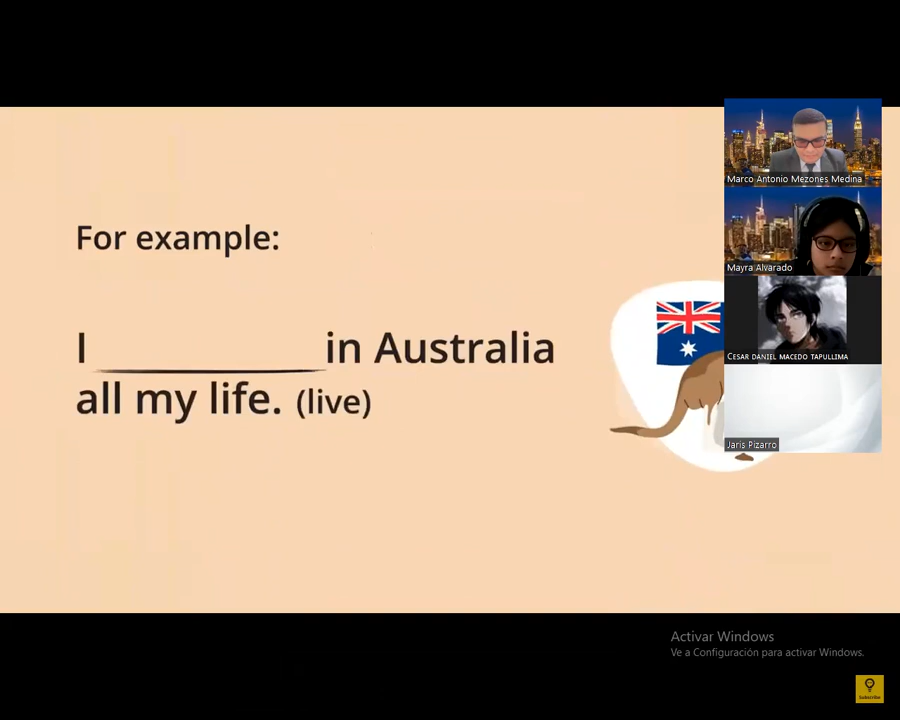 For example:
I ____________ in Australia
all my life. (live)
Marco Antonio Mezones Medina
Mayra Alvarado
CESAR DANIEL MACEDO TAPULLIMA
Jaris Pizarro
Activar Windows
Ve a Configuración para activar Windows.
Subscribe